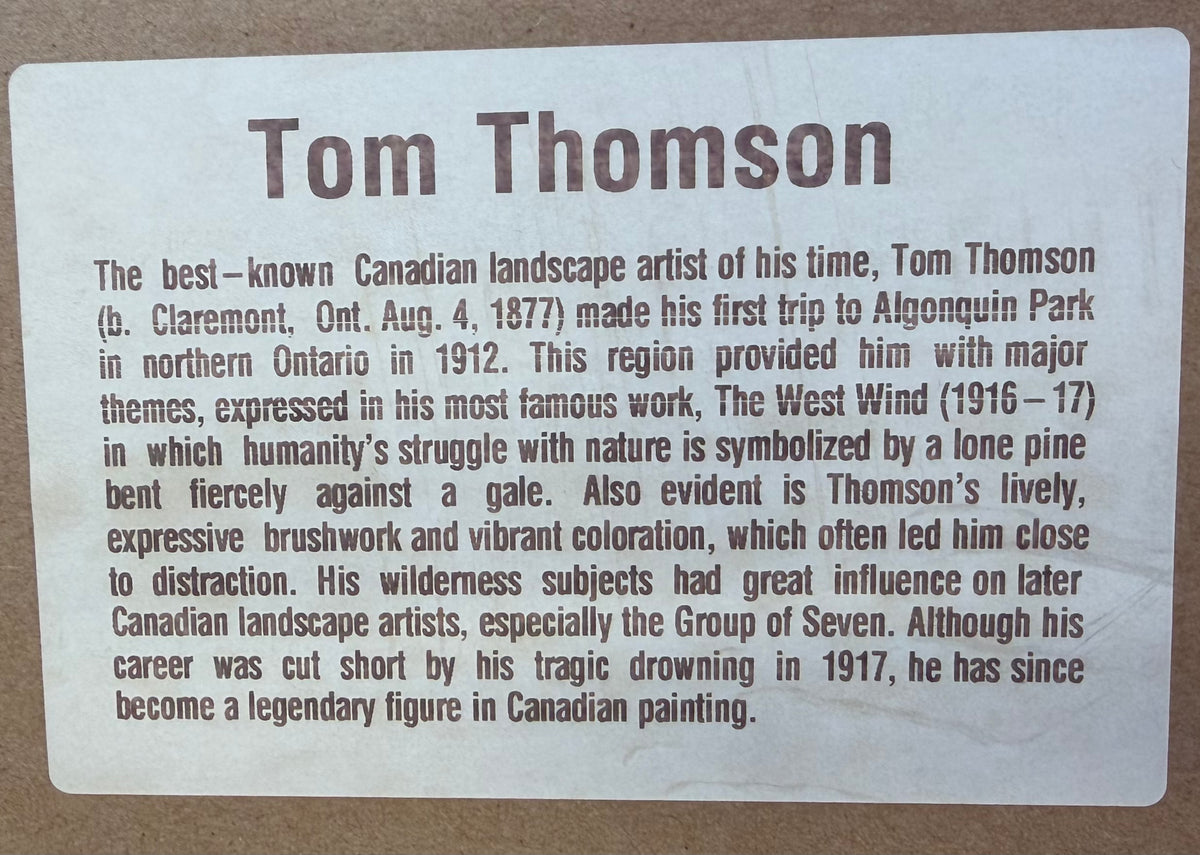 Tom Thomson
The best–known Canadian landscape artist of his time, Tom Thomson
(b. Claremont, Ont. Aug. 4, 1877) made his first trip to Algonquin Park
in northern Ontario in 1912. This region provided him with major
themes, expressed in his most famous work, The West Wind (1916–17)
in which humanity's struggle with nature is symbolized by a lone pine
bent fiercely against a gale. Also evident is Thomson's lively,
expressive brushwork and vibrant coloration, which often led him close
to distraction. His wilderness subjects had great influence on later
Canadian landscape artists, especially the Group of Seven. Although his
career was cut short by his tragic drowning in 1917, he has since
become a legendary figure in Canadian painting.